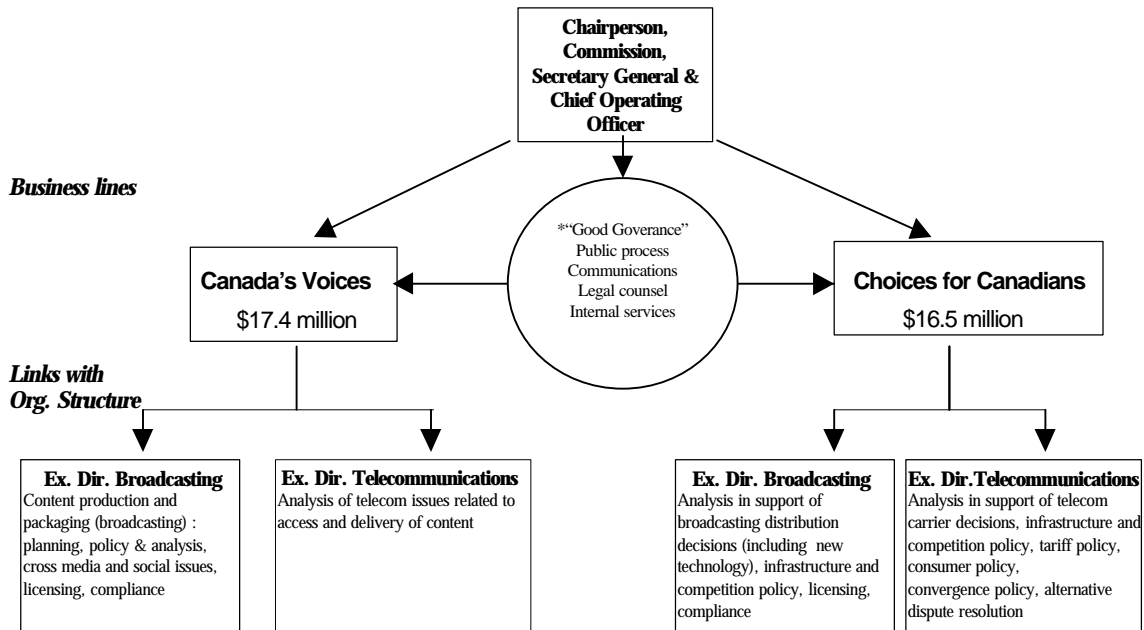 Chairperson,
Commission,
Secretary General &
Chief Operating
Officer
Business lines
*“Good Goverance”
Public process
Communications
Legal counsel
Internal services
Canada’s Voices
$17.4 million
Choices for Canadians
$16.5 million
Links with
Org. Structure
Ex. Dir. Broadcasting
Content production and
packaging (broadcasting) :
planning, policy & analysis,
cross media and social issues,
licensing, compliance
Ex. Dir. Telecommunications
Analysis of telecom issues related to
access and delivery of content
Ex. Dir. Broadcasting
Analysis in support of
broadcasting distribution
decisions (including new
technology), infrastructure and
competition policy, licensing,
compliance
Ex. Dir.Telecommunications
Analysis in support of telecom
carrier decisions, infrastructure and
competition policy, tariff policy,
consumer policy,
convergence policy, alternative
dispute resolution